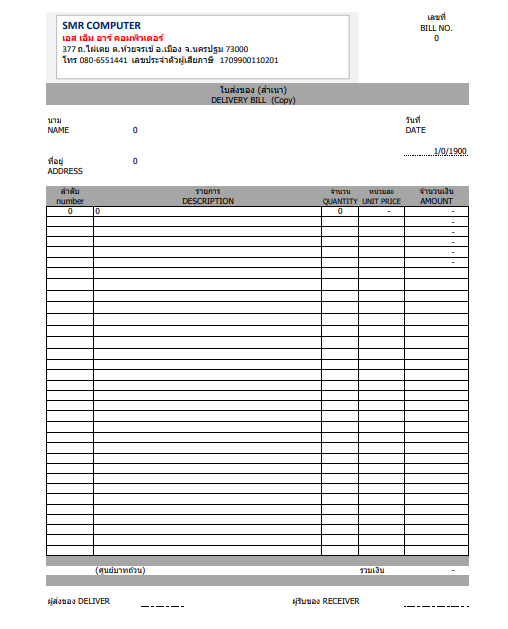 SMR COMPUTER
เอส เอ็ม อาร์ คอมพิวเตอร์
377 ถ.ไผ่เตย ต.ห้วยจรเข้ อ.เมือง จ.นครปฐม 73000
โทร 080-6551441 เลขประจำตัวผู้เสียภาษี 1709900110201
เลขที่
BILL NO.
0
ใบส่งของ (สำเนา)
DELIVERY BILL (Copy)
นาม
NAME 0
วันที่
DATE
1/0/1900
ที่อยู่ 0
ADDRESS
ลำดับ รายการ จำนวน หน่วยละ จำนวนเงิน
number DESCRIPTION QUANTITY UNIT PRICE AMOUNT
0 0 0 - -
-
-
-
-
-
(ศูนย์บาทถ้วน) รวมเงิน -
ผู้ส่งของ DELIVER ผู้รับของ RECEIVER